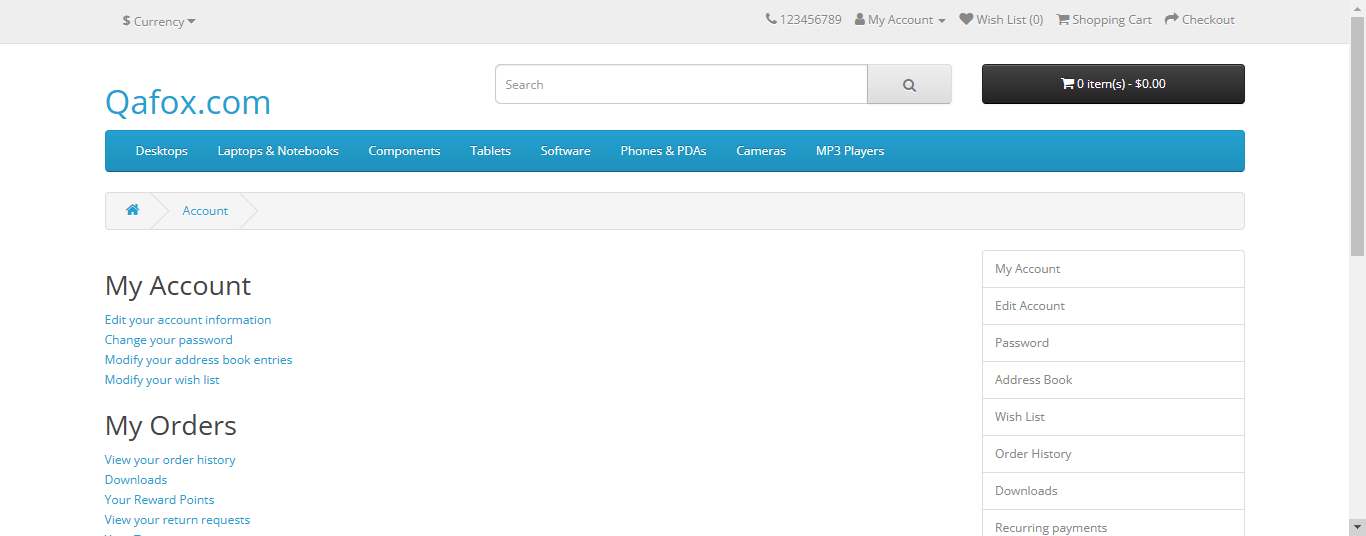 $ Currency
123456789 My Account Wish List (0) Shopping Cart Checkout
Qafox.com
Search
0 item(s) - $0.00
Desktops Laptops & Notebooks Components Tablets Software Phones & PDAs Cameras MP3 Players
Account
My Account
Edit your account information
Change your password
Modify your address book entries
Modify your wish list
My Orders
View your order history
Downloads
Your Reward Points
View your return requests
My Account
Edit Account
Password
Address Book
Wish List
Order History
Downloads
Recurring payments